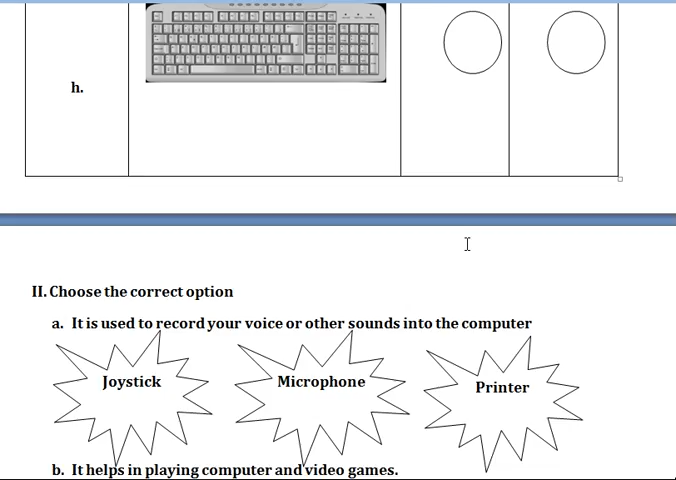 h.
II. Choose the correct option
a. It is used to record your voice or other sounds into the computer
Joystick Microphone Printer
b. It helps in playing computer and video games.